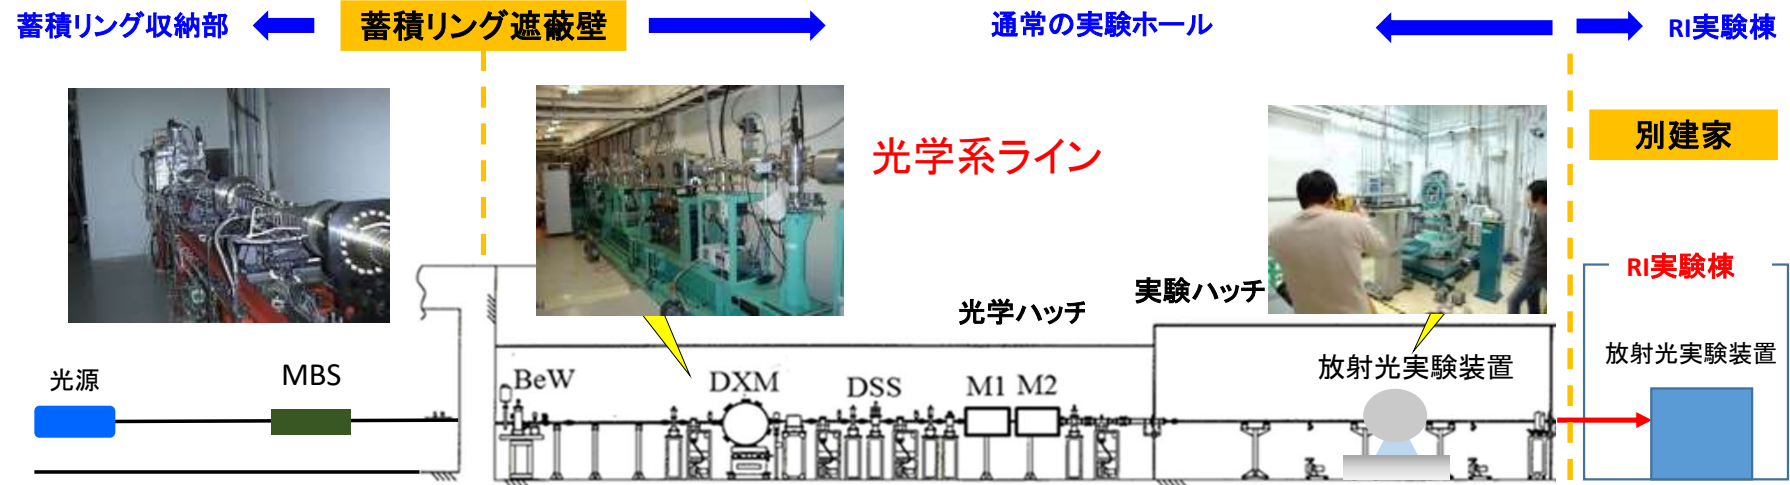 蓄積リング収納部
蓄積リング遮蔽壁
通常の実験ホール
RI実験棟
光学系ライン
別建家
RI実験棟
実験ハッチ
光学ハッチ
放射光実験装置
放射光実験装置
光源
MBS
BeW
DXM
DSS
M1
M2